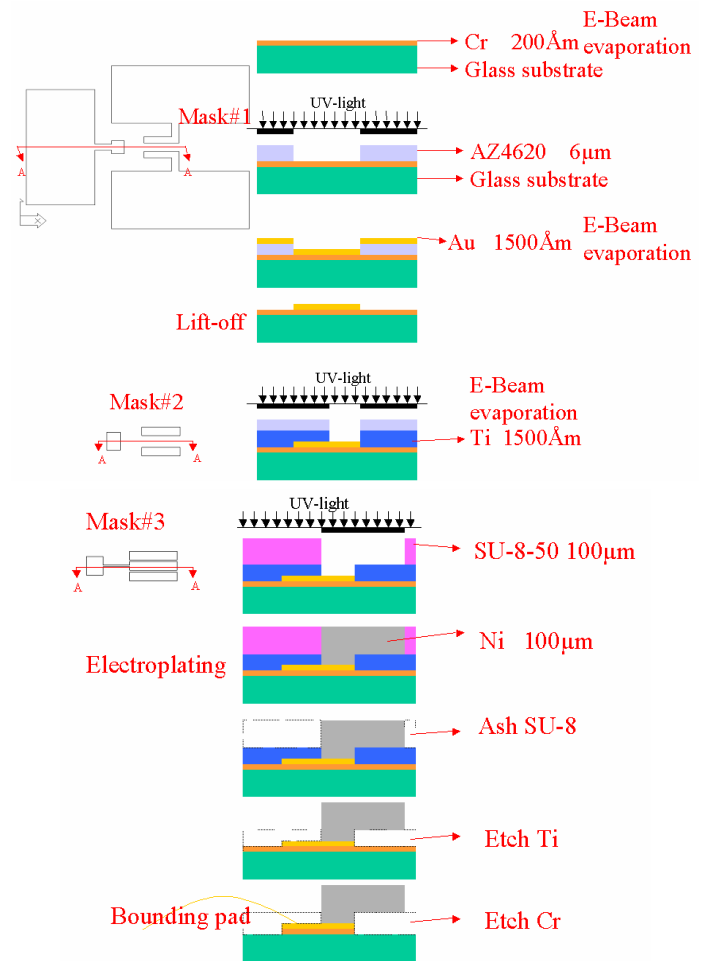 E-Beam
evaporation
Cr 200Åm
Glass substrate
UV-light
Mask#1
A
A
X
AZ4620 6μm
Glass substrate
E-Beam
evaporation
Au 1500Åm
Lift-off
UV-light
E-Beam
evaporation
Mask#2
Ti 1500Åm
A
A
UV-light
Mask#3
SU-8-50 100μm
A
A
Ni 100μm
Electroplating
Ash SU-8
Etch Ti
Bounding pad
Etch Cr